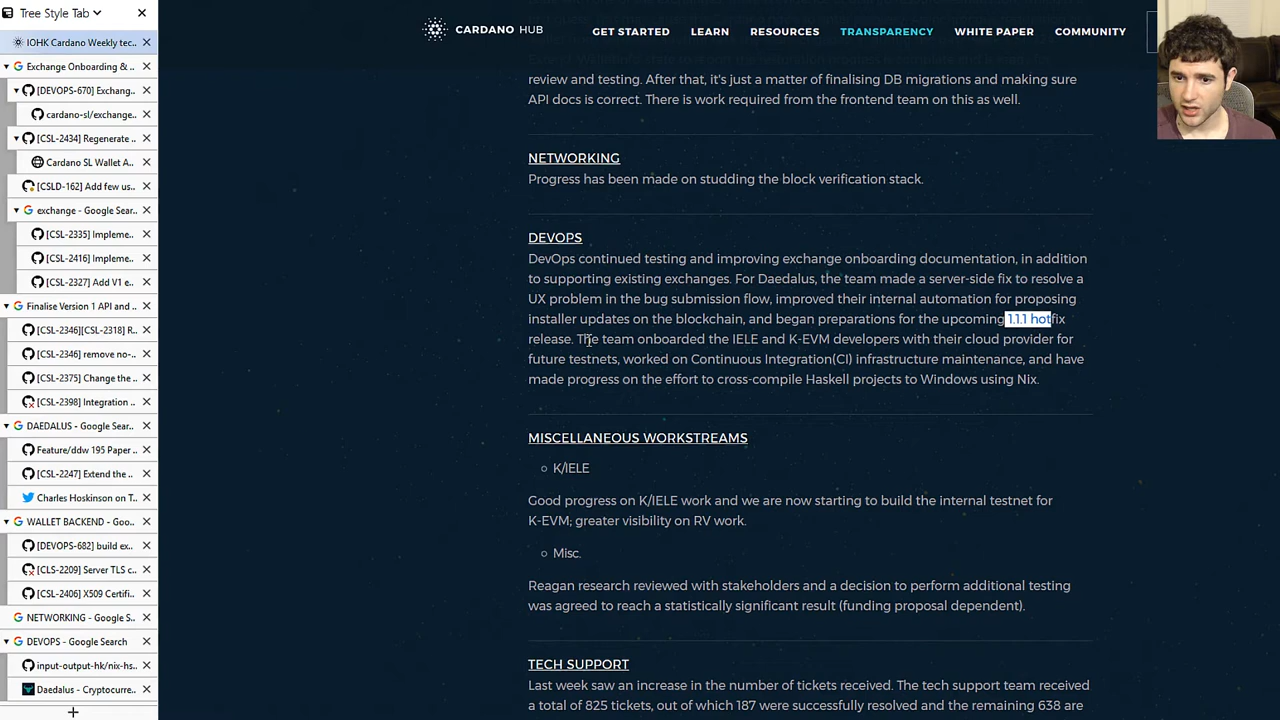 Tree Style Tab
IOHK Cardano Weekly tec...
Exchange Onboarding & ...
[DEVOPS-670] Exchang...
cardano-sl/exchange...
[CSL-2434] Regenerate ...
Cardano SL Wallet A...
[CSLD-162] Add few us...
exchange - Google Sear...
[CSL-2335] Impleme...
[CSL-2416] Impleme...
[CSL-2327] Add V1 e...
Finalise Version 1 API and ...
[CSL-2346][CSL-2318] R...
[CSL-2346] remove no-...
[CSL-2375] Change the ...
[CSL-2398] Integration ...
DAEDALUS - Google Sear...
Feature/ddw 195 Paper ...
[CSL-2247] Extend the ...
Charles Hoskinson on T...
WALLET BACKEND - Goo...
[DEVOPS-682] build ex...
[CLS-2209] Server TLS c...
[CSL-2406] X509 Certifi...
NETWORKING - Google S...
DEVOPS - Google Search
input-output-hk/nix-hs...
Daedalus - Cryptocurre...
CARDANO HUB
GET STARTED LEARN RESOURCES TRANSPARENCY WHITE PAPER COMMUNITY
review and testing. After that, it's just a matter of finalising DB migrations and making sure
API docs is correct. There is work required from the frontend team on this as well.
NETWORKING
Progress has been made on studding the block verification stack.
DEVOPS
DevOps continued testing and improving exchange onboarding documentation, in addition
to supporting existing exchanges. For Daedalus, the team made a server-side fix to resolve a
UX problem in the bug submission flow, improved their internal automation for proposing
installer updates on the blockchain, and began preparations for the upcoming 1.1.1 hotfix
release. The team onboarded the IELE and K-EVM developers with their cloud provider for
future testnets, worked on Continuous Integration(CI) infrastructure maintenance, and have
made progress on the effort to cross-compile Haskell projects to Windows using Nix.
MISCELLANEOUS WORKSTREAMS
K/IELE
Good progress on K/IELE work and we are now starting to build the internal testnet for
K-EVM; greater visibility on RV work.
Misc.
Reagan research reviewed with stakeholders and a decision to perform additional testing
was agreed to reach a statistically significant result (funding proposal dependent).
TECH SUPPORT
Last week saw an increase in the number of tickets received. The tech support team received
a total of 825 tickets, out of which 187 were successfully resolved and the remaining 638 are